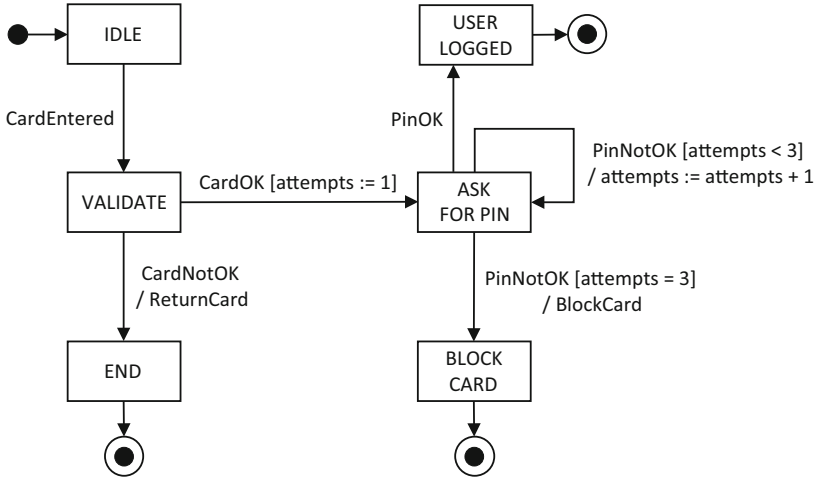 IDLE
USER
LOGGED
CardEntered
PinOK
PinNotOK [attempts < 3]
/ attempts := attempts + 1
VALIDATE
CardOK [attempts := 1]
ASK
FOR PIN
CardNotOK
/ ReturnCard
PinNotOK [attempts = 3]
/ BlockCard
END
BLOCK
CARD